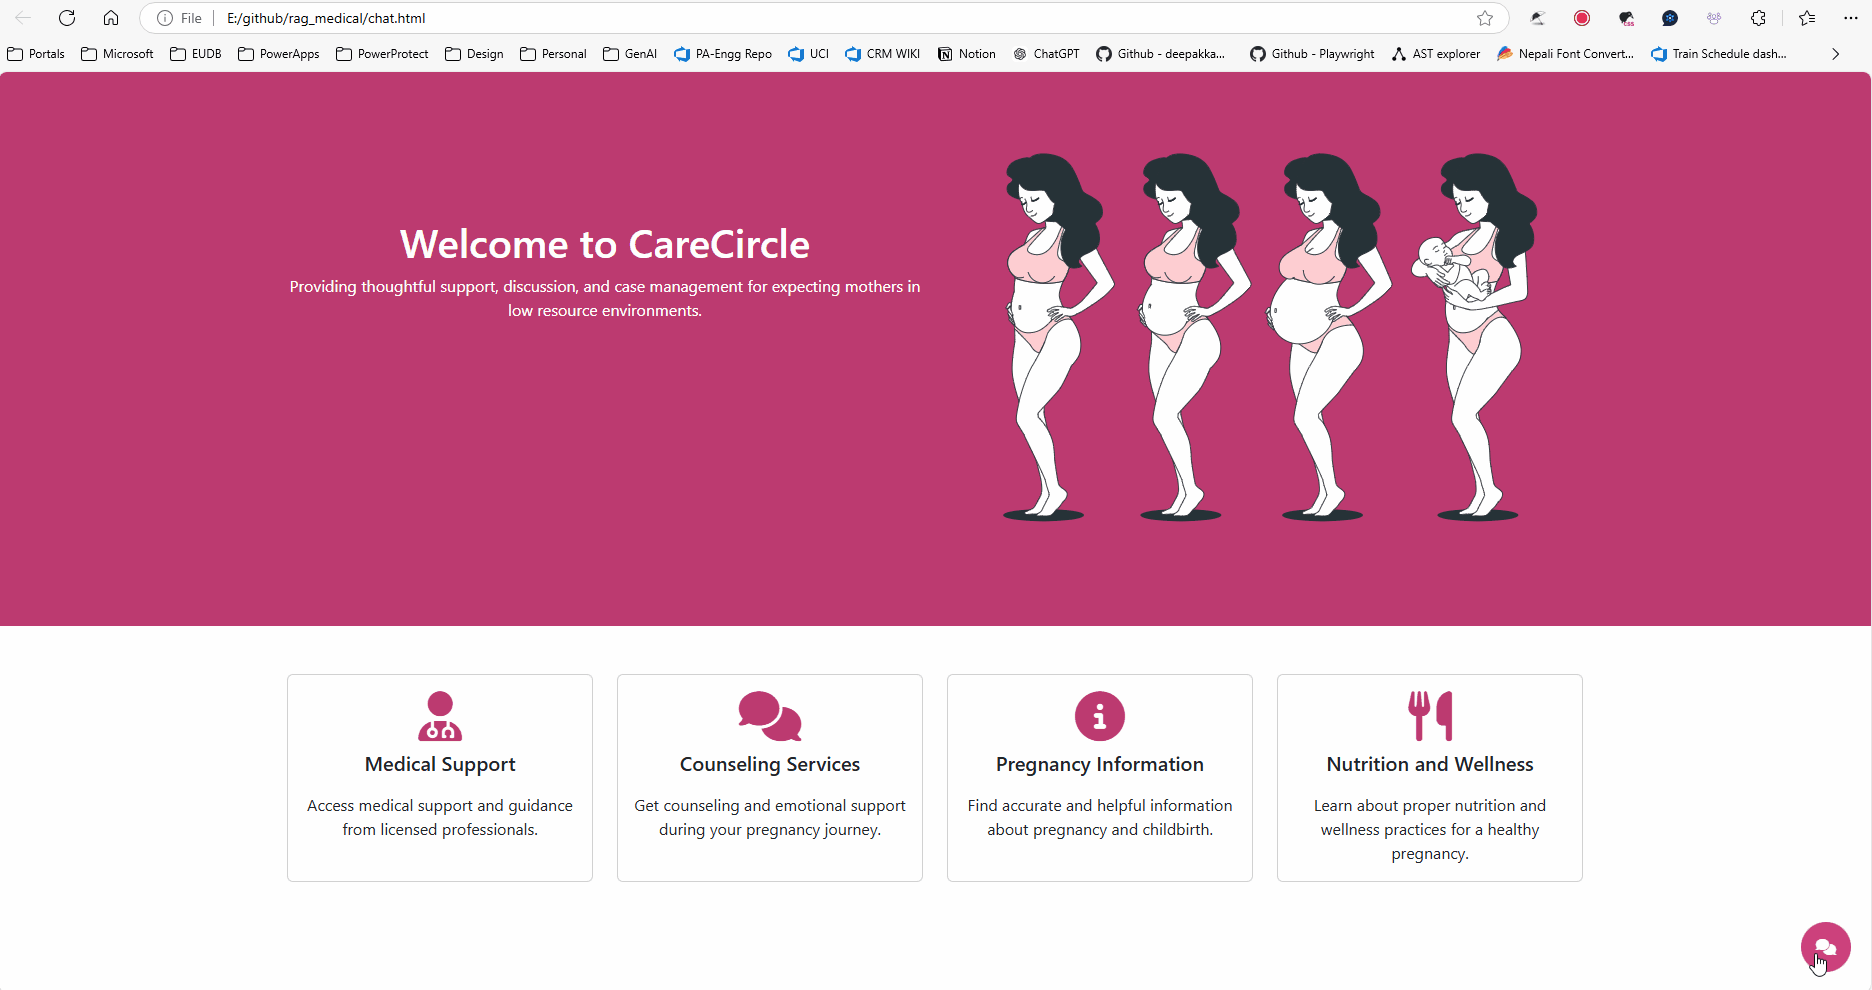 File
E:/github/rag_medical/chat.html
Portals Microsoft EUDB PowerApps PowerProtect Design Personal GenAI PA-Engg Repo UCI CRM WIKI Notion ChatGPT Github - deepakka... Github - Playwright AST explorer Nepali Font Convert... Train Schedule dash...
Welcome to CareCircle
Providing thoughtful support, discussion, and case management for expecting mothers in
low resource environments.
Medical Support
Access medical support and guidance
from licensed professionals.
Counseling Services
Get counseling and emotional support
during your pregnancy journey.
Pregnancy Information
Find accurate and helpful information
about pregnancy and childbirth.
Nutrition and Wellness
Learn about proper nutrition and
wellness practices for a healthy
pregnancy.